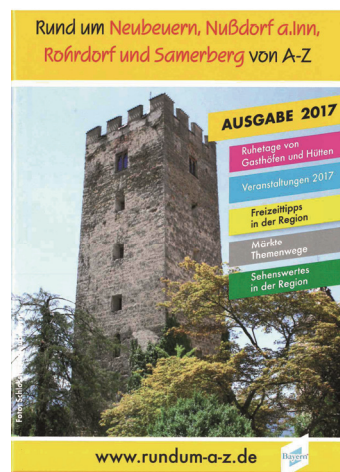 Rund um Neubeuern, Nußdorf a.Inn,
Rohrdorf und Samerberg von A-Z
AUSGABE 2017
Ruhetage von
Gasthöfen und Hütten
Veranstaltungen 2017
Freizeittipps
in der Region
Märkte
Themenwege
Sehenswertes
in der Region
www.rundum-a-z.de
Bayern